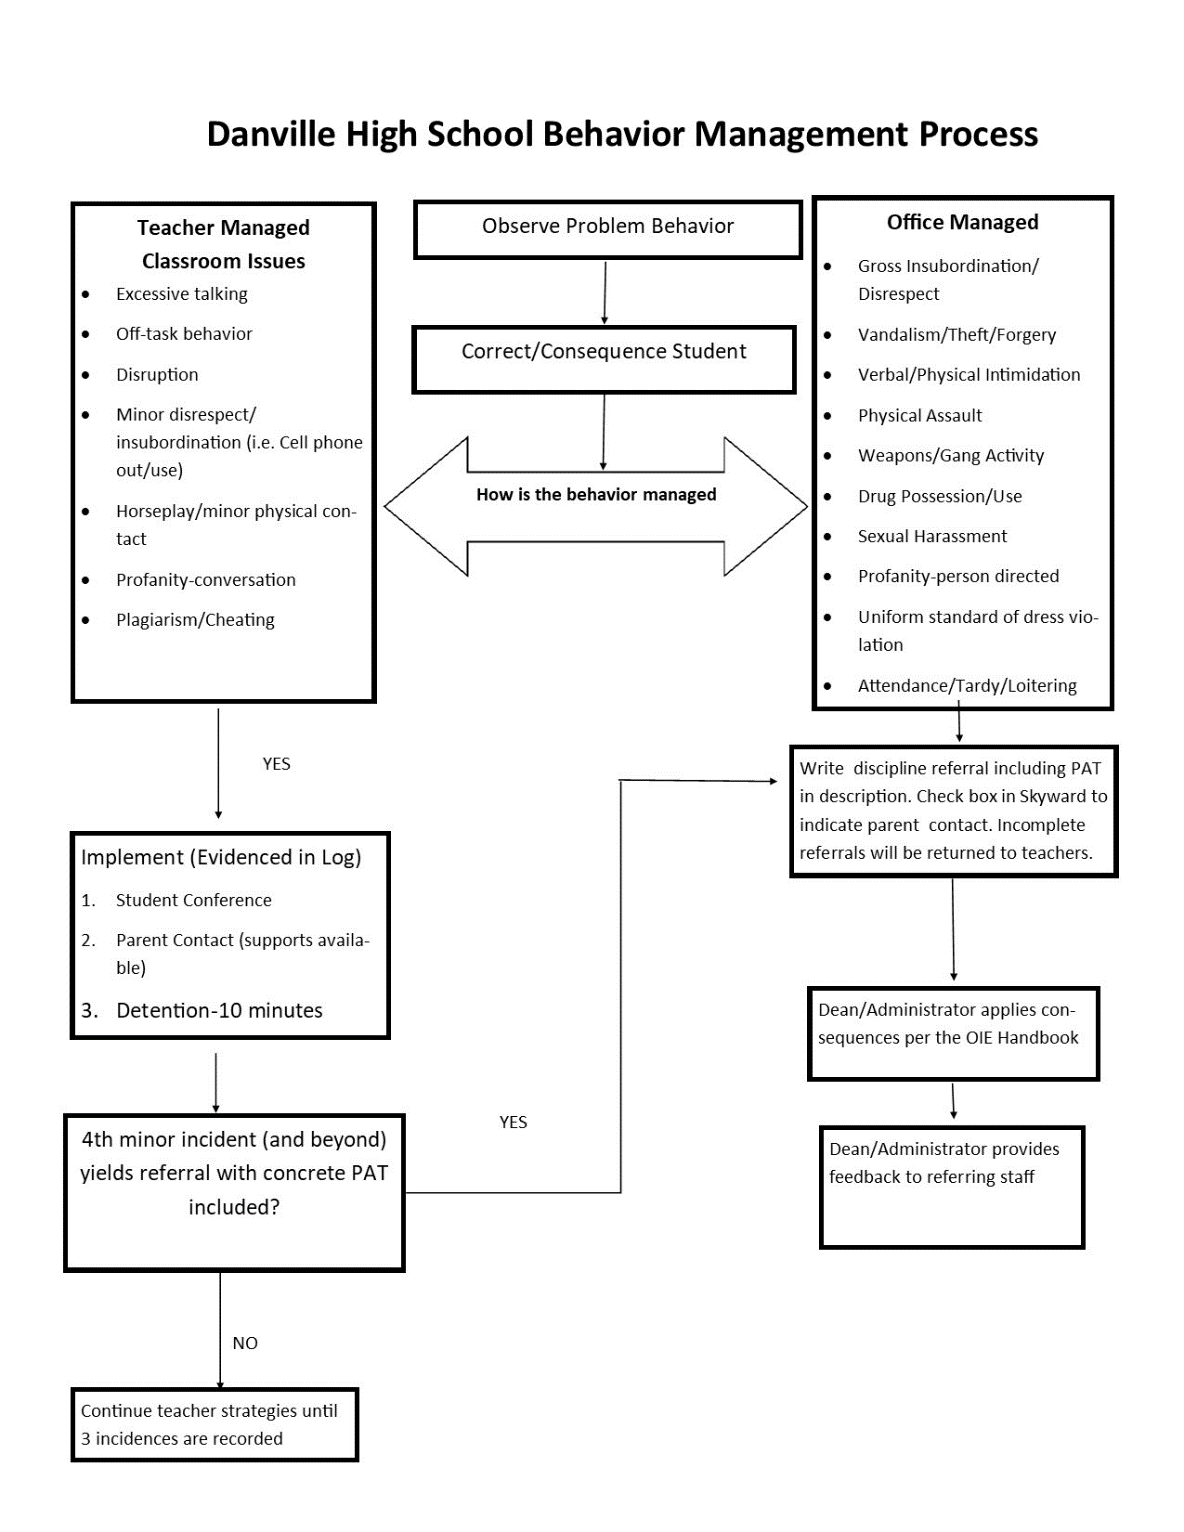 Danville High School Behavior Management Process
Teacher Managed
Classroom Issues
• Excessive talking
• Off-task behavior
• Disruption
• Minor disrespect/
insubordination (i.e. Cell phone
out/use)
• Horseplay/minor physical con-
tact
• Profanity-conversation
• Plagiarism/Cheating
Observe Problem Behavior
Correct/Consequence Student
How is the behavior managed
Office Managed
• Gross Insubordination/
Disrespect
• Vandalism/Theft/Forgery
• Verbal/Physical Intimidation
• Physical Assault
• Weapons/Gang Activity
• Drug Possession/Use
• Sexual Harassment
• Profanity-person directed
• Uniform standard of dress vio-
lation
• Attendance/Tardy/Loitering
YES
Implement (Evidenced in Log)
1. Student Conference
2. Parent Contact (supports availa-
ble)
3. Detention-10 minutes
4th minor incident (and beyond)
yields referral with concrete PAT
included?
YES
NO
Continue teacher strategies until
3 incidences are recorded
Write discipline referral including PAT
in description. Check box in Skyward to
indicate parent contact. Incomplete
referrals will be returned to teachers.
Dean/Administrator applies con-
sequences per the OIE Handbook
Dean/Administrator provides
feedback to referring staff